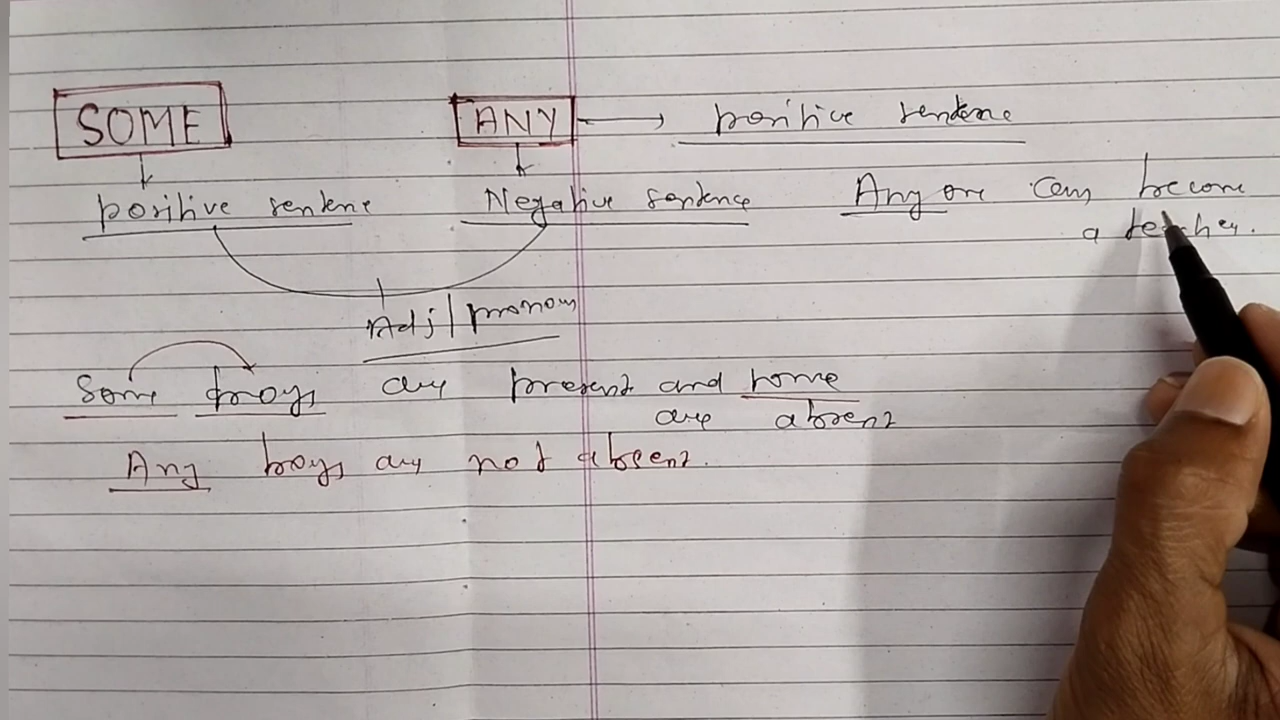 SOME
ANY → positive sentence
positive sentence
Negative sentence
Any one can become
a teacher.
Adj/pronoun
Some boys are present and some
are absent
Any boys are not absent.